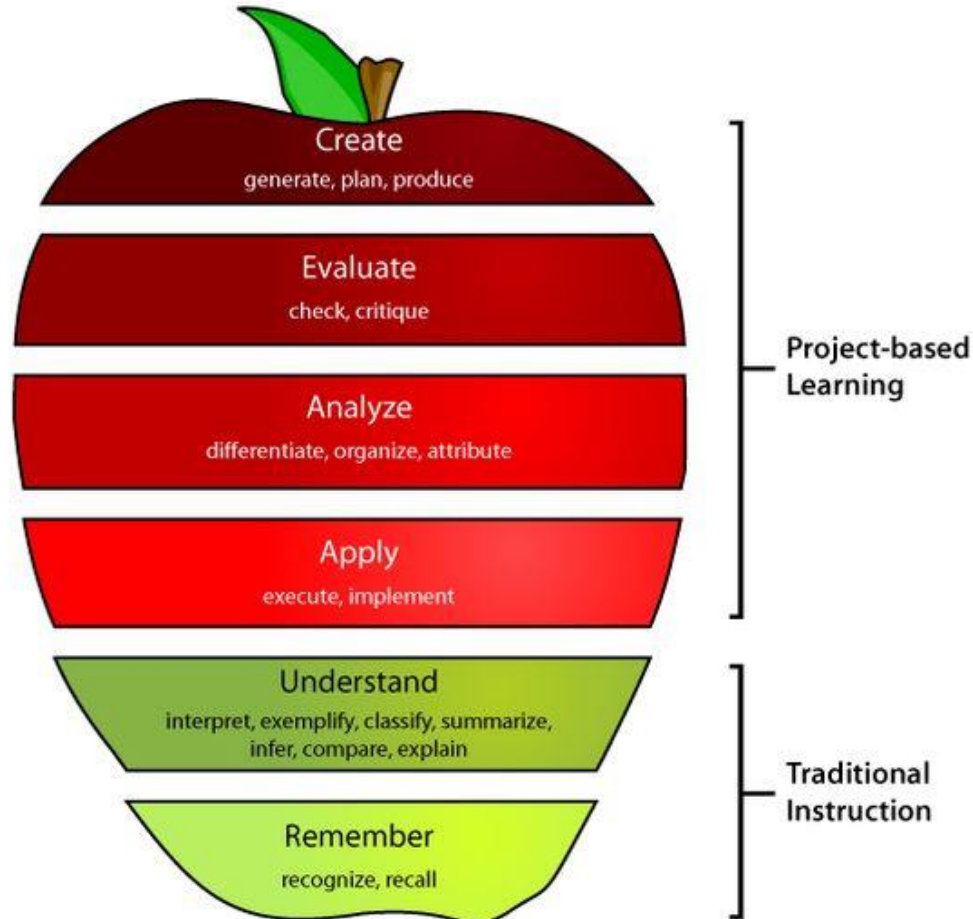 Create
generate, plan, produce
Evaluate
check, critique
Analyze
differentiate, organize, attribute
Apply
execute, implement
Project-based
Learning
Understand
interpret, exemplify, classify, summarize,
infer, compare, explain
Remember
recognize, recall
Traditional
Instruction